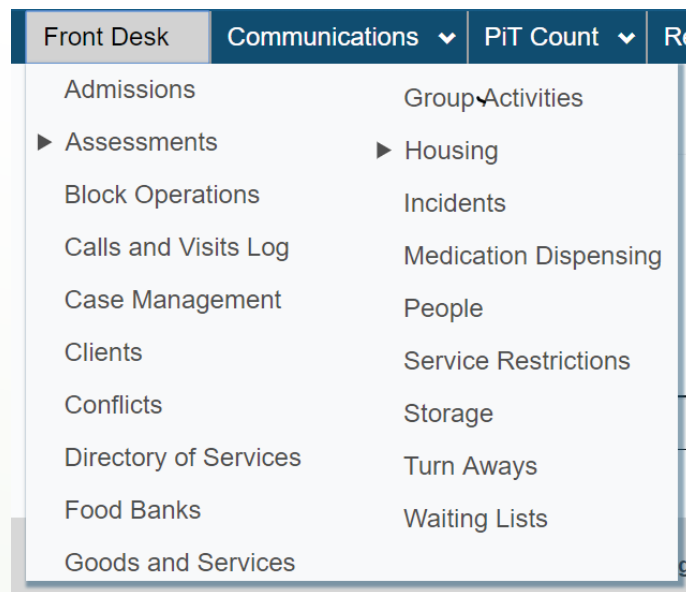 Front Desk
Communications
PiT Count
Admissions
Assessments
Block Operations
Calls and Visits Log
Case Management
Clients
Conflicts
Directory of Services
Food Banks
Goods and Services
Group Activities
Housing
Incidents
Medication Dispensing
People
Service Restrictions
Storage
Turn Aways
Waiting Lists